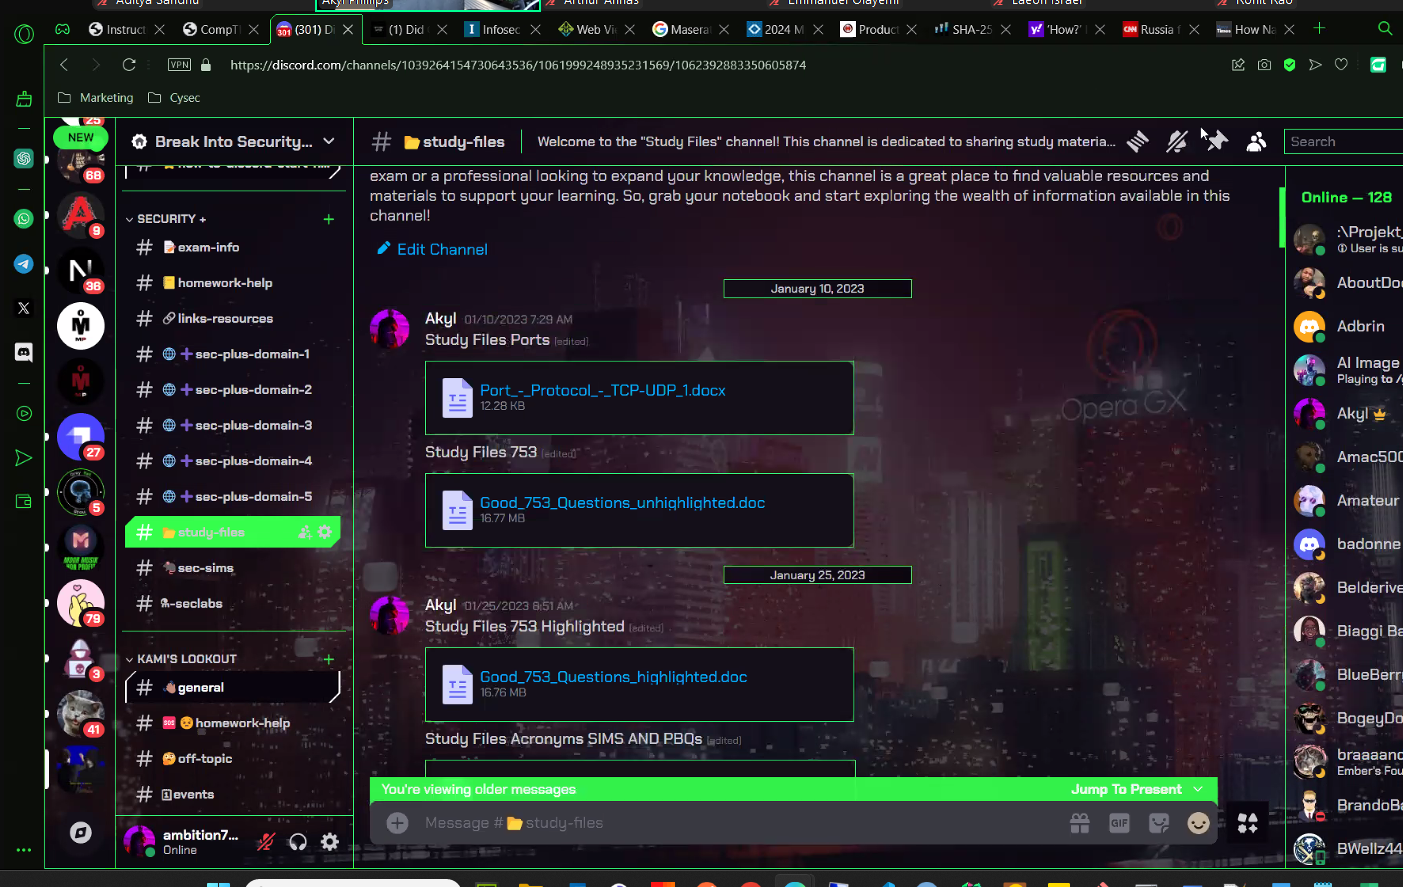 Aditya Sandhu
Akyl Phillips
Arthur Annas
Emmanuel Olayemi
Laeon Israel
Rohit Rao
Instruct
CompT
(301) Di
(1) Did
Infosec
Web Vi
Maserat
2024 M
Product
SHA-25
'How?'
Russia f
How Na
VPN
https://discord.com/channels/1039264154730643536/1061999248935231569/1062392883350605874
Marketing
Cysec
NEW
25
68
9
36
27
5
79
3
41
Break Into Security...
SECURITY +
# exam-info
# homework-help
# links-resources
# sec-plus-domain-1
# sec-plus-domain-2
# sec-plus-domain-3
# sec-plus-domain-4
# sec-plus-domain-5
# study-files
# sec-sims
# -seclabs
KAMI'S LOOKOUT
# general
# homework-help
# off-topic
# events
ambition7...
Online
# study-files
Welcome to the "Study Files" channel! This channel is dedicated to sharing study materia...
Search
exam or a professional looking to expand your knowledge, this channel is a great place to find valuable resources and
materials to support your learning. So, grab your notebook and start exploring the wealth of information available in this
channel!
Edit Channel
January 10, 2023
Akyl 01/10/2023 7:29 AM
Study Files Ports [edited]
Port_-_Protocol_-_TCP-UDP_1.docx
12.28 KB
Study Files 753 [edited]
Good_753_Questions_unhighlighted.doc
16.77 MB
January 25, 2023
Akyl 01/25/2023 6:51 AM
Study Files 753 Highlighted [edited]
Good_753_Questions_highlighted.doc
16.76 MB
Study Files Acronyms SIMS AND PBQs [edited]
You're viewing older messages
Jump To Present
Message # study-files
GIF
Opera GX
Online — 128
:\Projekt_
User is su
AboutDo
Adbrin
AI Image
Playing to /g
Akyl
Amac500
Amateur
badonne
Belderive
Biaggi Ba
BlueBerr
BogeyDo
braaaand
Ember's Fou
BrandoBa
BWellz44